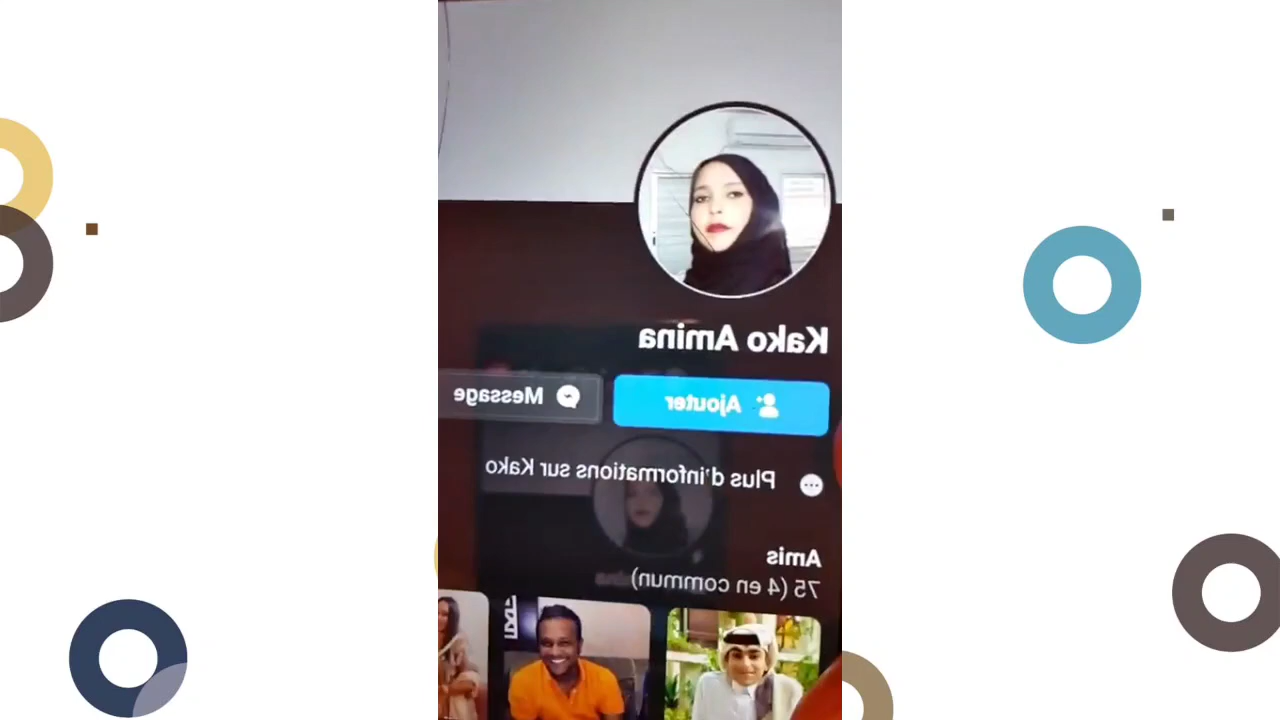 Kako Amina
Ajouter
Message
Plus d'informations sur Kako
Amis
75 (4 en commun)